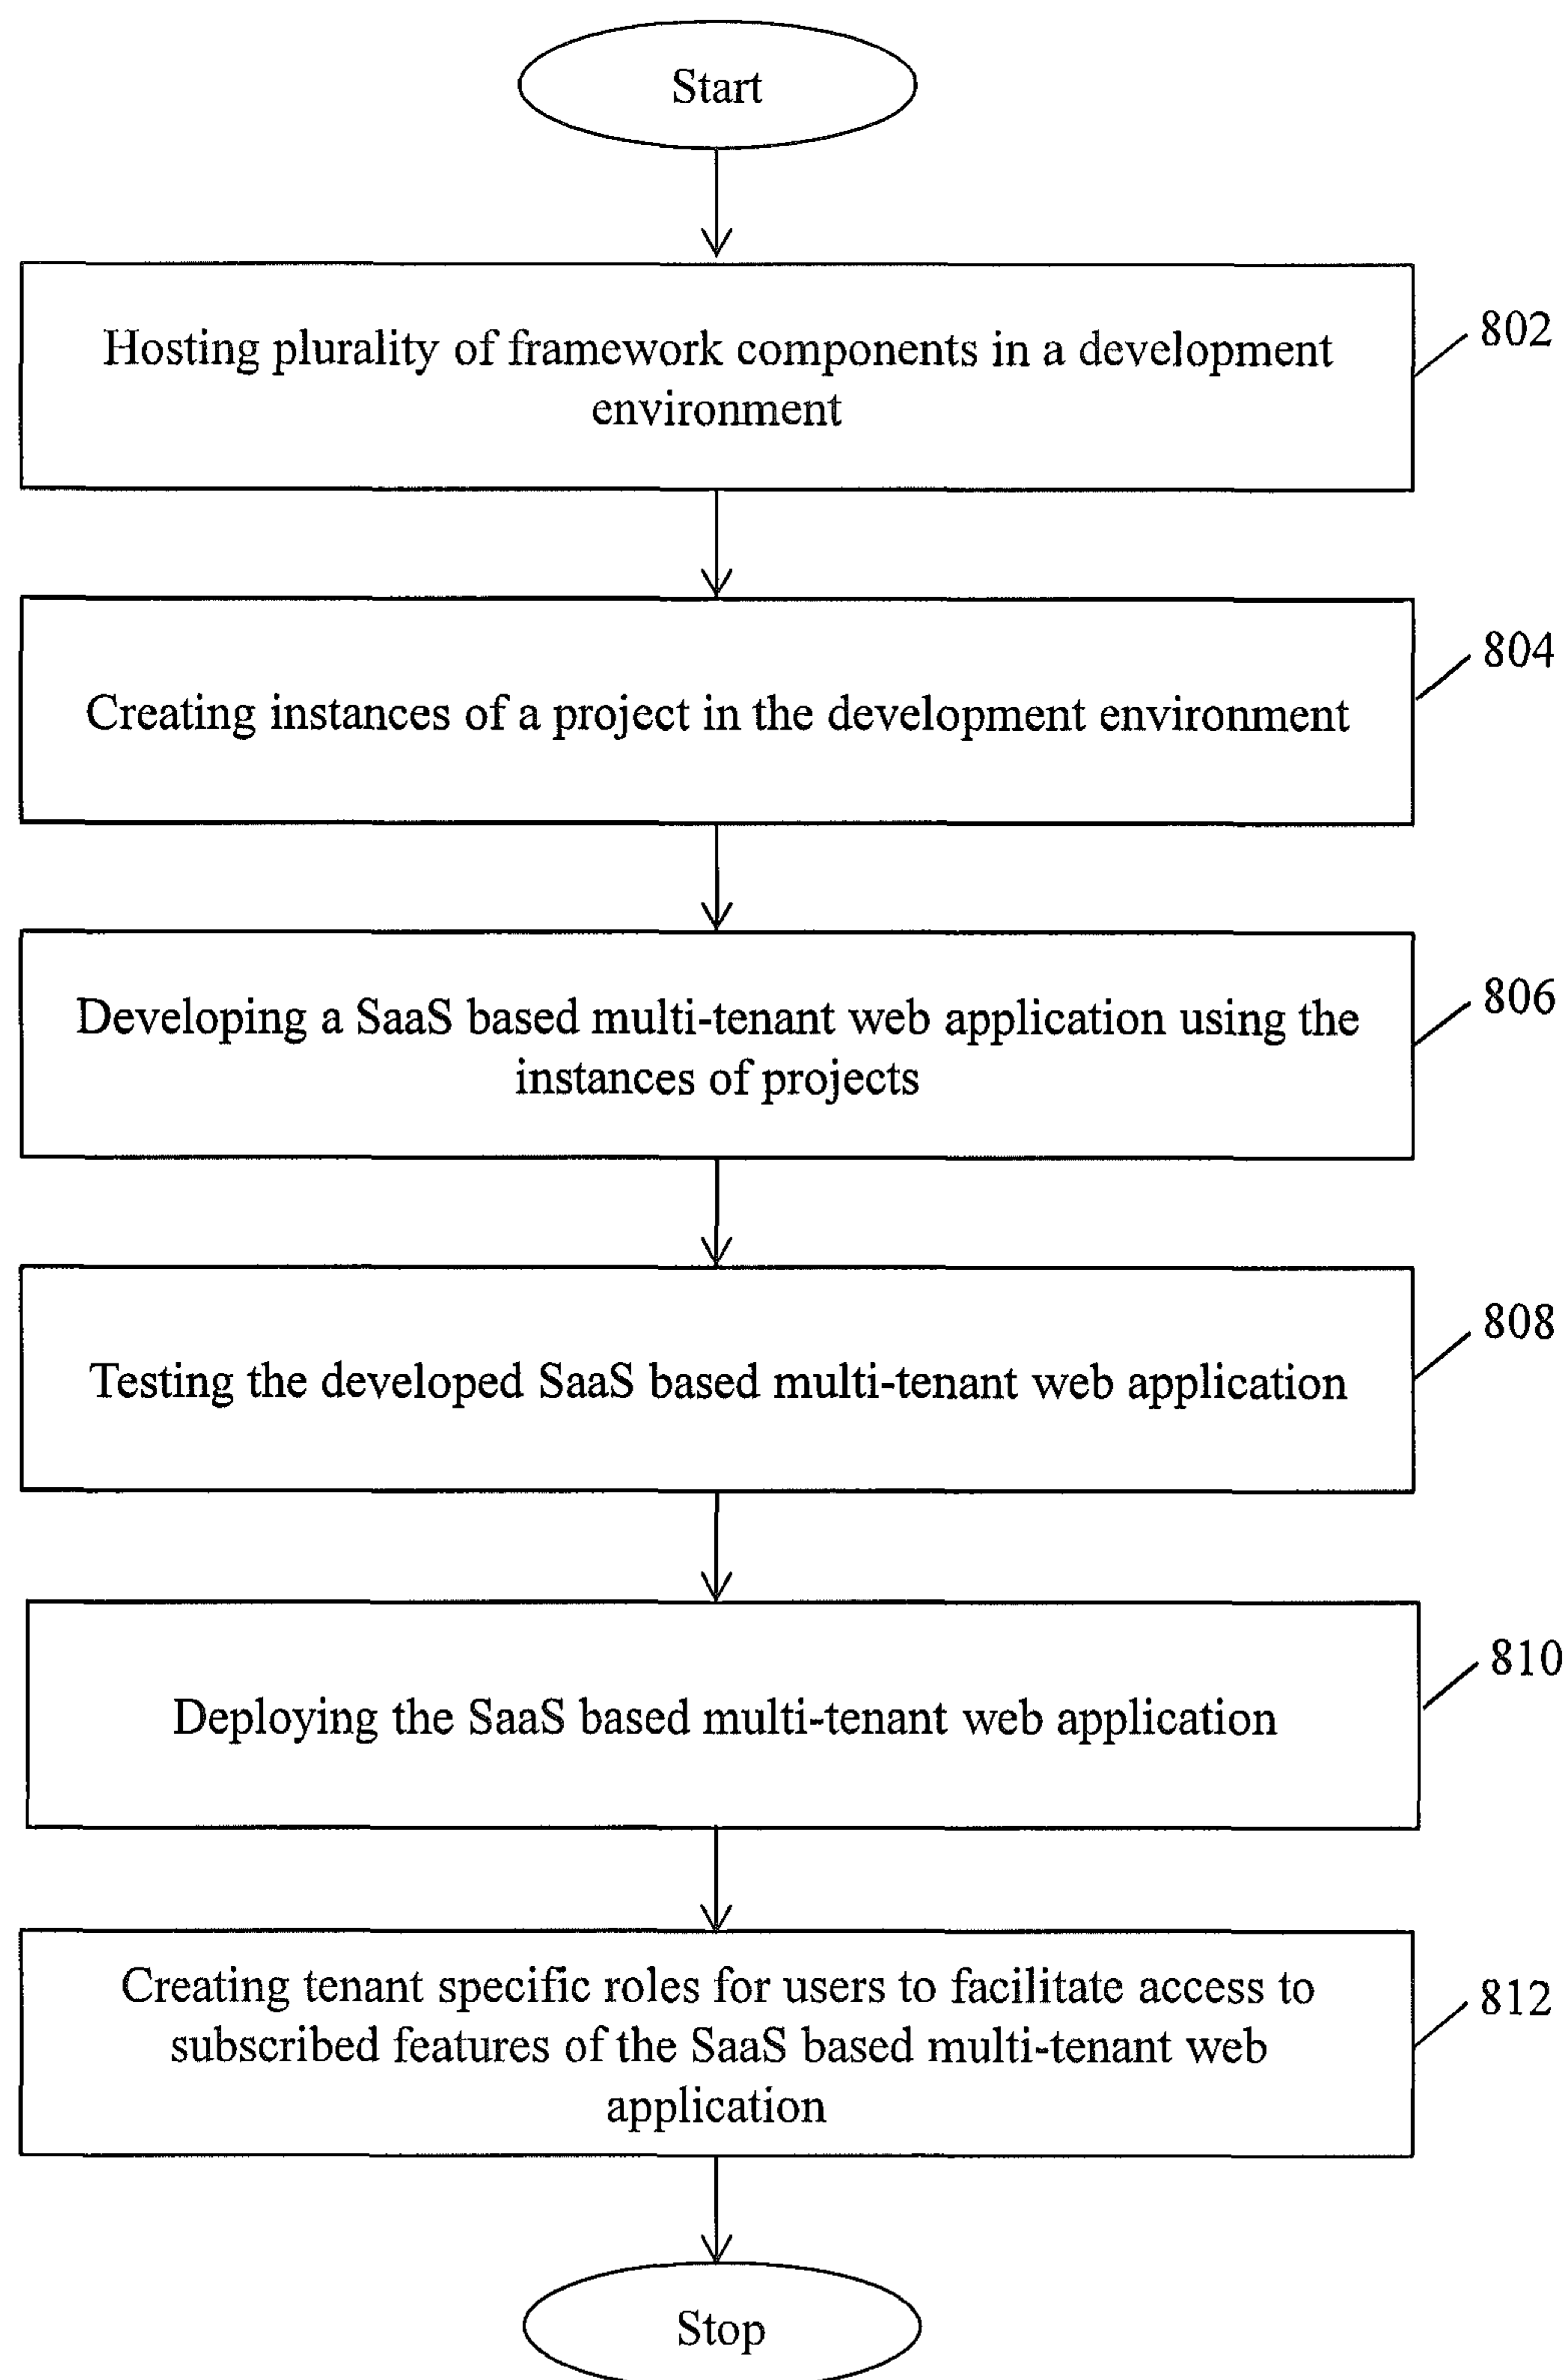 Start
Hosting plurality of framework components in a development
environment
802
Creating instances of a project in the development environment
804
Developing a SaaS based multi-tenant web application using the
instances of projects
806
Testing the developed SaaS based multi-tenant web application
808
Deploying the SaaS based multi-tenant web application
810
Creating tenant specific roles for users to facilitate access to
subscribed features of the SaaS based multi-tenant web
application
812
Stop